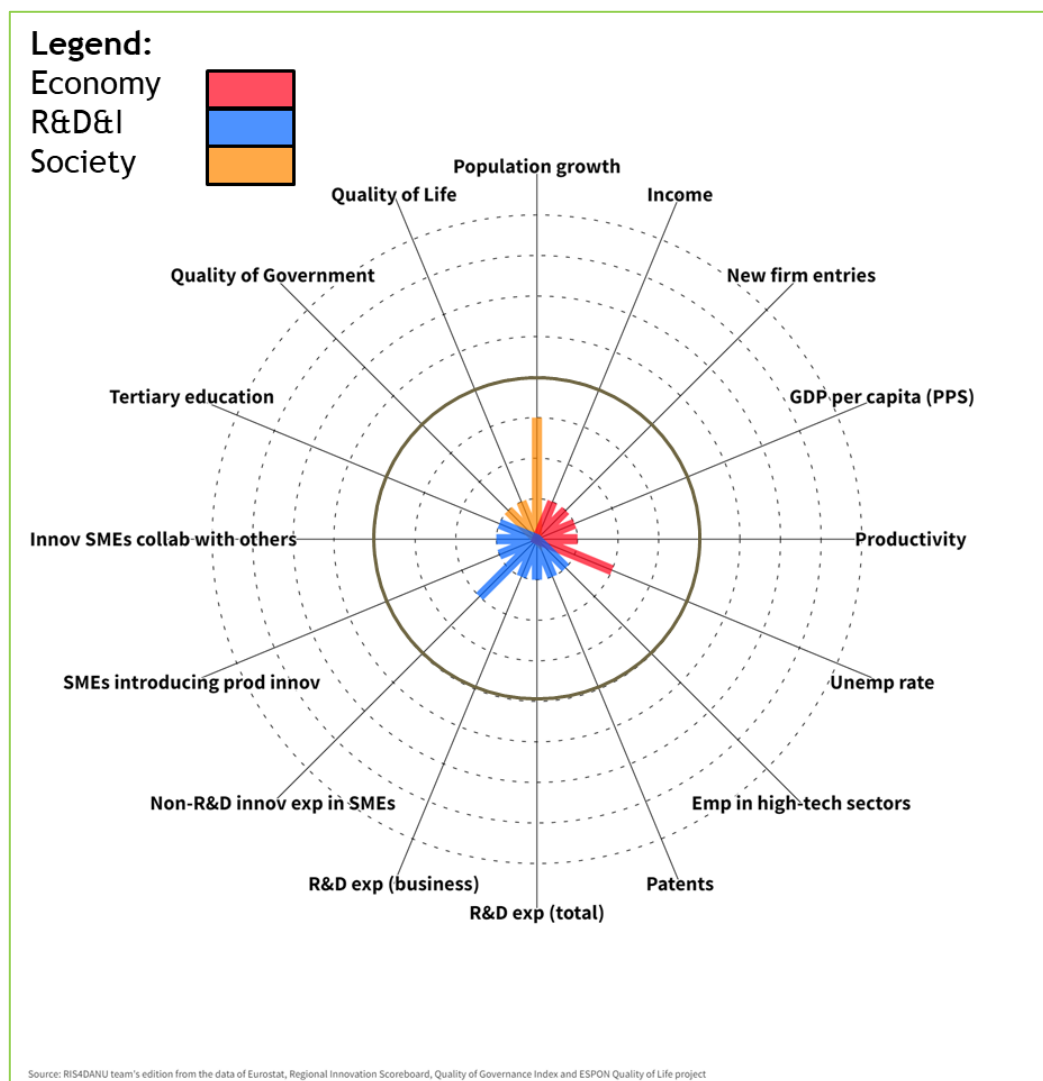 Legend:
Economy
R&D&I
Society
Population growth
Quality of Life
Income
Quality of Government
New firm entries
Tertiary education
GDP per capita (PPS)
Innov SMEs collab with others
Productivity
SMEs introducing prod innov
Unemp rate
Non-R&D innov exp in SMEs
Emp in high-tech sectors
R&D exp (business)
Patents
R&D exp (total)
Source: RIS4DANU team's edition from the data of Eurostat, Regional Innovation Scoreboard, Quality of Governance Index and ESPON Quality of Life project